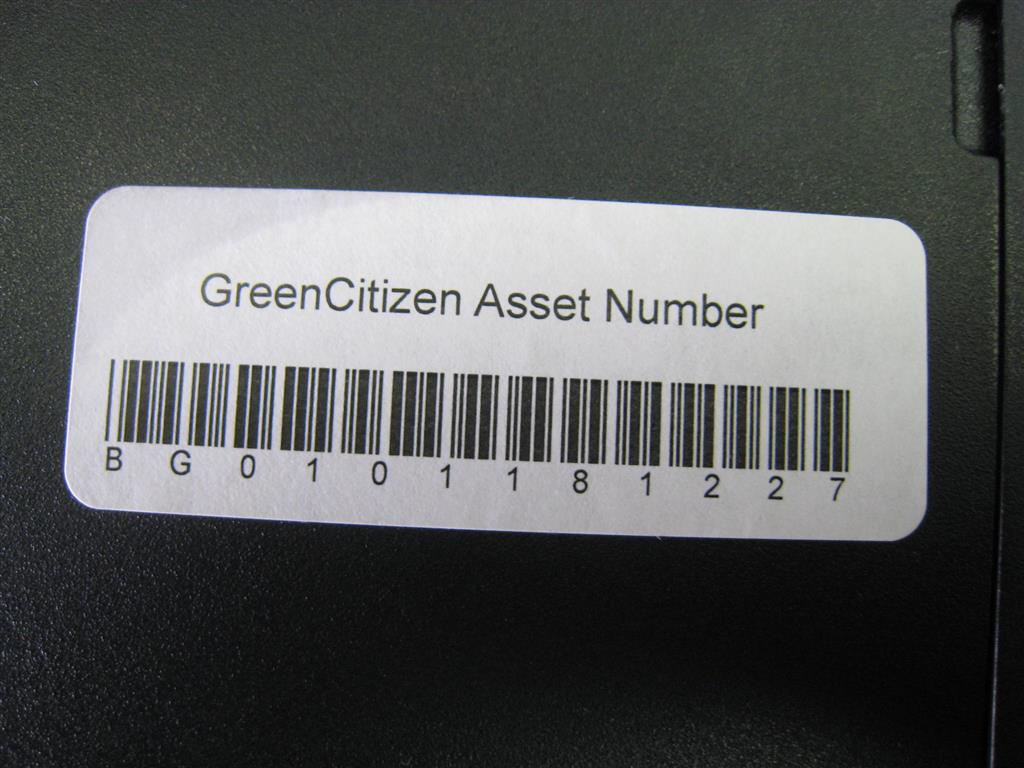 GreenCitizen Asset Number
B G 0 1 0 1 1 8 1 2 2 7